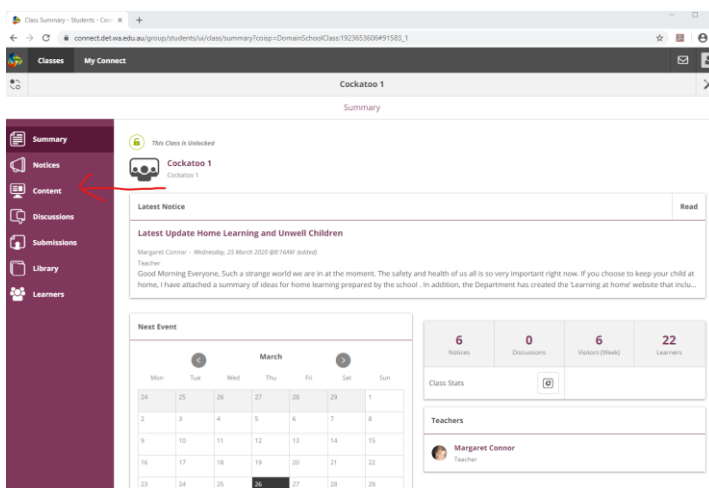 Class Summary - Students - Con
connect.det.wa.edu.au/group/students/ui/class/summary?coisp=DomainSchoolClass:1923653606#91583_1
Classes My Connect
Cockatoo 1
Summary
Summary
Notices
Content
Discussions
Submissions
Library
Learners
This Class is Unlocked
Cockatoo 1
Cockatoo 1
Latest Notice Read
Latest Update Home Learning and Unwell Children
Margaret Connor - Wednesday, 25 March 2020 @8:16AM (edited)
Teacher
Good Morning Everyone, Such a strange world we are in at the moment. The safety and health of us all is so very important right now. If you choose to keep your child at
home, I have attached a summary of ideas for home learning prepared by the school . In addition, the Department has created the 'Learning at home' website that inclu...
Next Event
March
Mon Tue Wed Thu Fri Sat Sun
24 25 26 27 28 29 1
2 3 4 5 6 7 8
9 10 11 12 13 14 15
16 17 18 19 20 21 22
23 24 25 26 27 28 29
6 0 6 22
Notices Discussions Visitors (Week) Learners
Class Stats
Teachers
Margaret Connor
Teacher